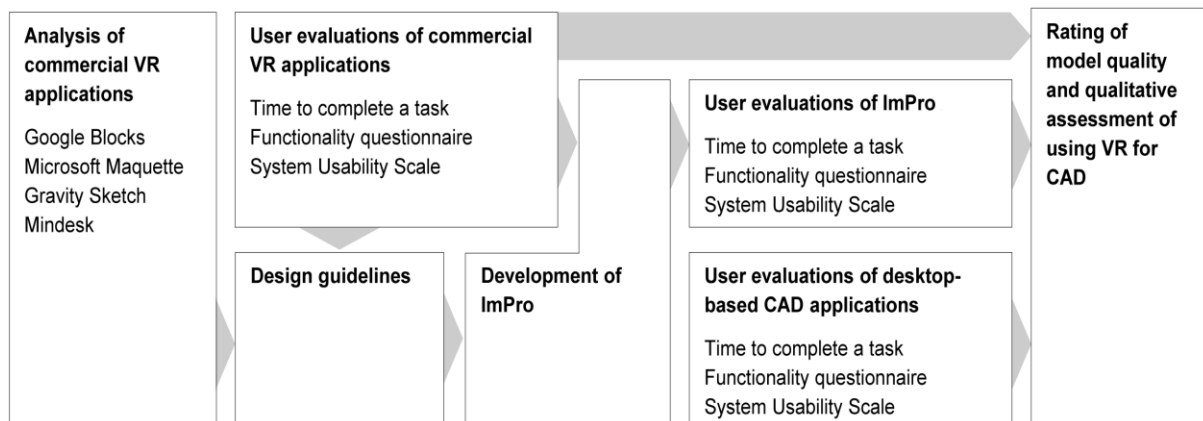 Analysis of
commercial VR
applications
Google Blocks
Microsoft Maquette
Gravity Sketch
Mindesk
User evaluations of commercial
VR applications
Time to complete a task
Functionality questionnaire
System Usability Scale
Design guidelines
Development of
ImPro
User evaluations of ImPro
Time to complete a task
Functionality questionnaire
System Usability Scale
User evaluations of desktop-
based CAD applications
Time to complete a task
Functionality questionnaire
System Usability Scale
Rating of
model quality
and qualitative
assessment of
using VR for
CAD